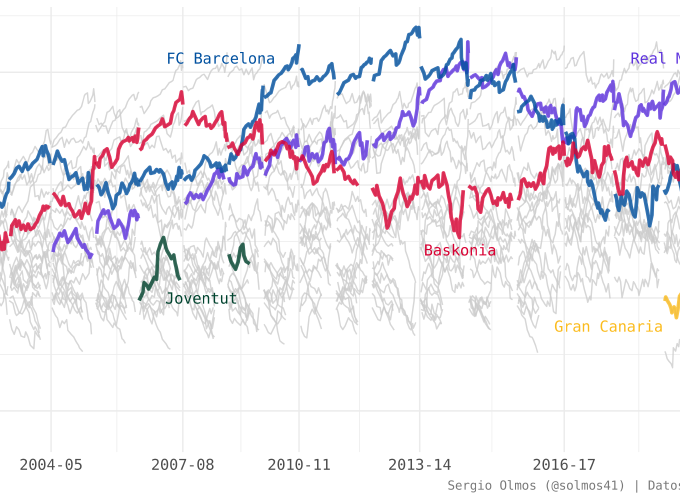 FC Barcelona
Real
Baskonia
Joventut
Gran Canaria
2004-05 2007-08 2010-11 2013-14 2016-17
Sergio Olmos (@solmos41) | Datos